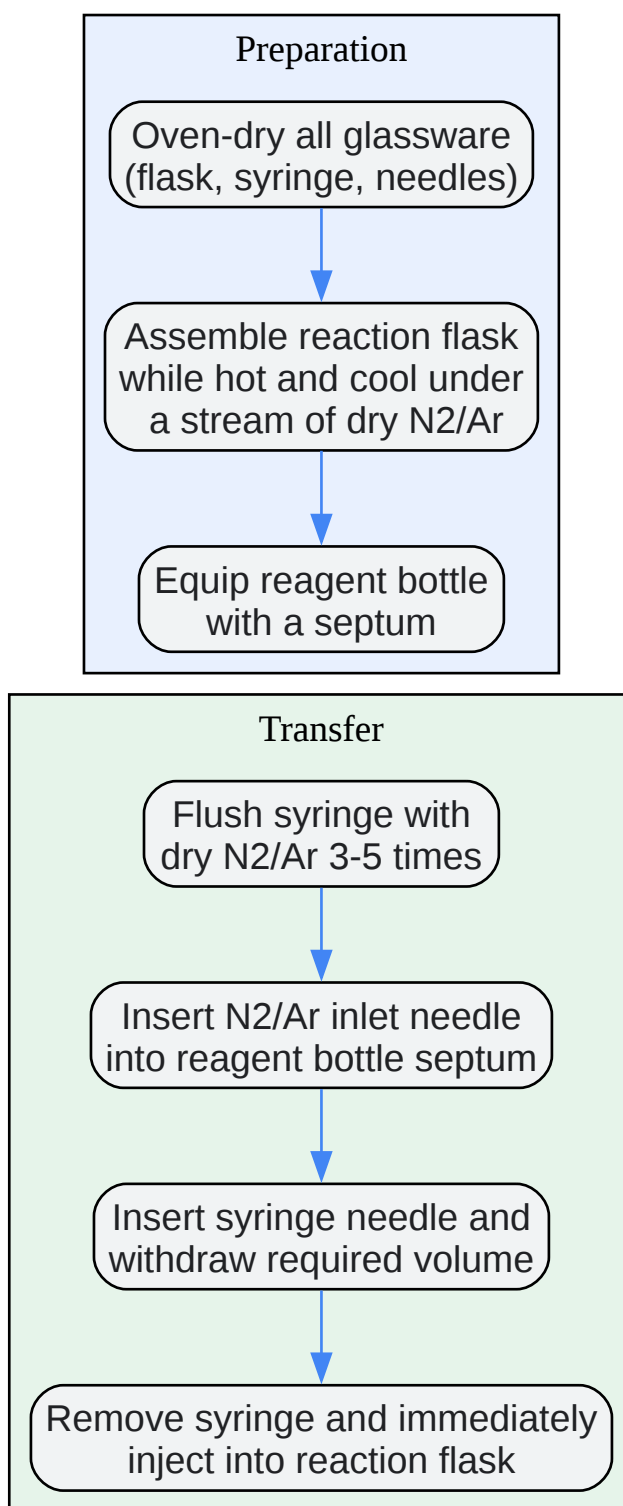 Preparation
Oven-dry all glassware
(flask, syringe, needles)
Assemble reaction flask
while hot and cool under
a stream of dry N2/Ar
Equip reagent bottle
with a septum
Transfer
Flush syringe with
dry N2/Ar 3-5 times
Insert N2/Ar inlet needle
into reagent bottle septum
Insert syringe needle and
withdraw required volume
Remove syringe and immediately
inject into reaction flask